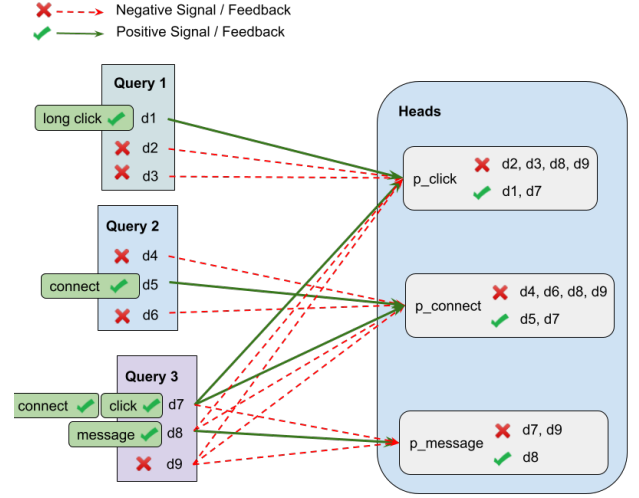 Negative Signal / Feedback
Positive Signal / Feedback
Query 1
long click d1
d2
d3
Query 2
d4
connect d5
d6
Query 3
connect click d7
message d8
d9
Heads
p_click
d2, d3, d8, d9
d1, d7
p_connect
d4, d6, d8, d9
d5, d7
p_message
d7, d9
d8